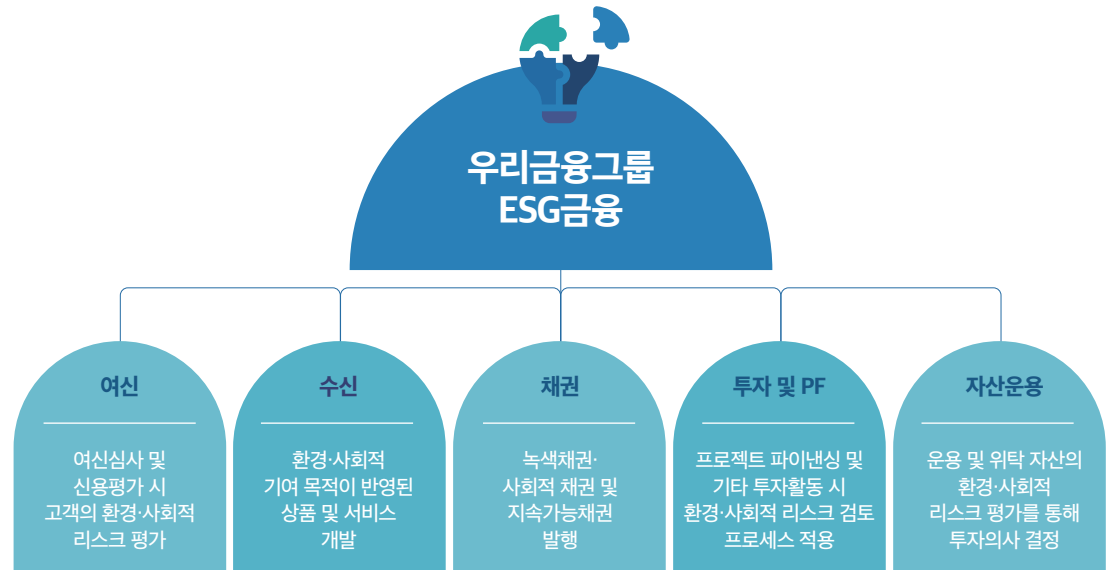 우리금융그룹
ESG금융
여신
여신심사 및
신용평가 시
고객의 환경·사회적
리스크 평가
수신
환경·사회적
기여 목적이 반영된
상품 및 서비스
개발
채권
녹색채권·
사회적 채권 및
지속가능채권
발행
투자 및 PF
프로젝트 파이낸싱 및
기타 투자활동 시
환경·사회적 리스크 검토
프로세스 적용
자산운용
운용 및 위탁 자산의
환경·사회적
리스크 평가를 통해
투자의사 결정